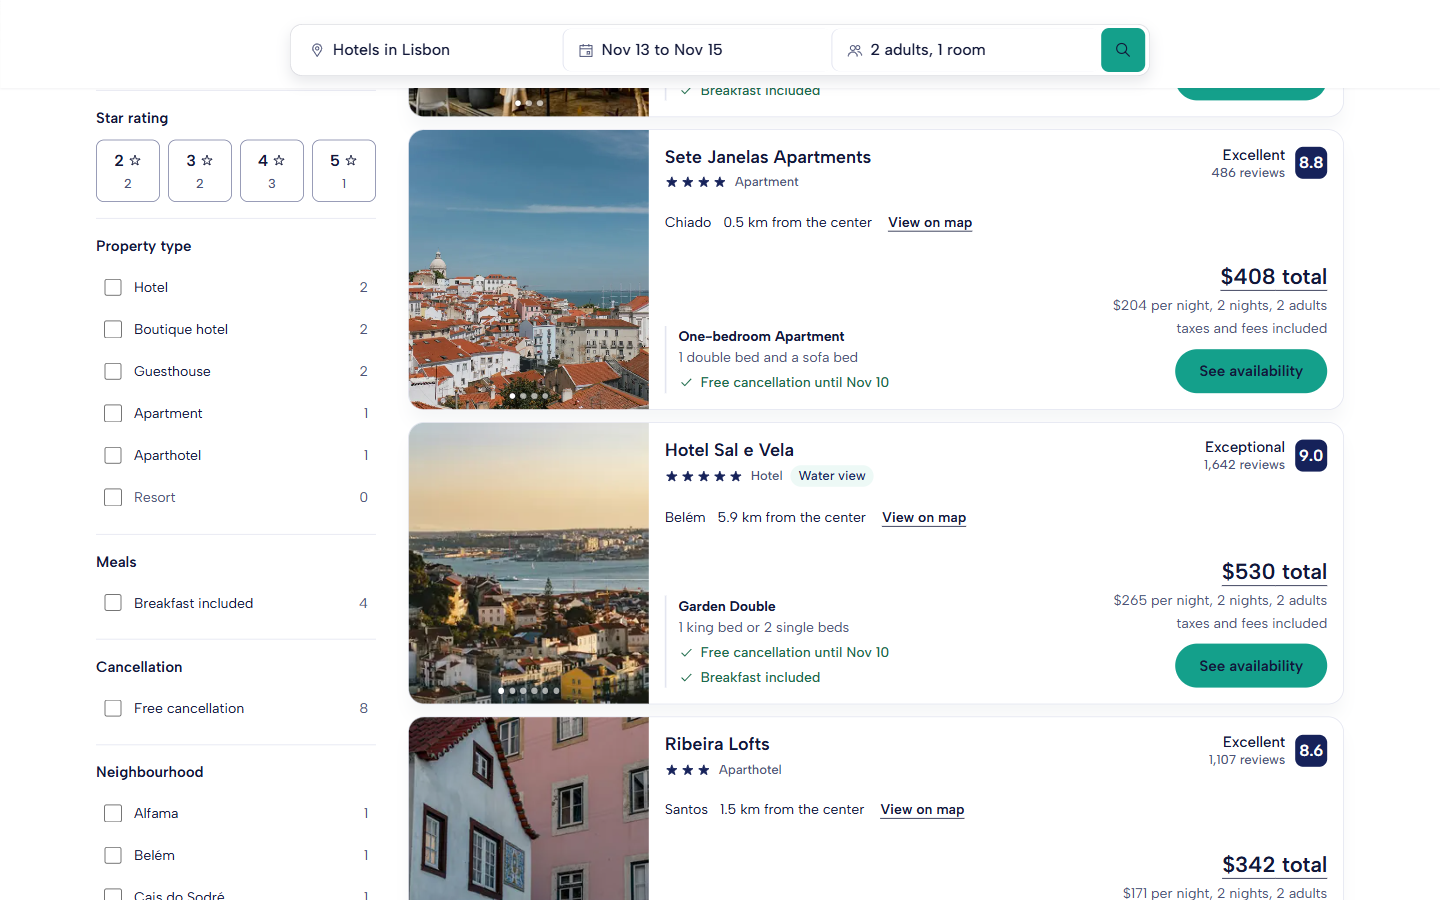 Hotels in Lisbon
Nov 13 to Nov 15
2 adults, 1 room
Star rating
2
2
3
2
4
3
5
1
Property type
Hotel 2
Boutique hotel 2
Guesthouse 2
Apartment 1
Aparthotel 1
Resort 0
Meals
Breakfast included 4
Cancellation
Free cancellation 8
Neighbourhood
Alfama 1
Belém 1
Cais do Sodré 1
Breakfast included
Sete Janelas Apartments
Apartment
Excellent
486 reviews
8.8
Chiado 0.5 km from the center View on map
One-bedroom Apartment
1 double bed and a sofa bed
Free cancellation until Nov 10
$408 total
$204 per night, 2 nights, 2 adults
taxes and fees included
See availability
Hotel Sal e Vela
Hotel Water view
Exceptional
1,642 reviews
9.0
Belém 5.9 km from the center View on map
Garden Double
1 king bed or 2 single beds
Free cancellation until Nov 10
Breakfast included
$530 total
$265 per night, 2 nights, 2 adults
taxes and fees included
See availability
Ribeira Lofts
Aparthotel
Excellent
1,107 reviews
8.6
Santos 1.5 km from the center View on map
$342 total
$171 per night, 2 nights, 2 adults